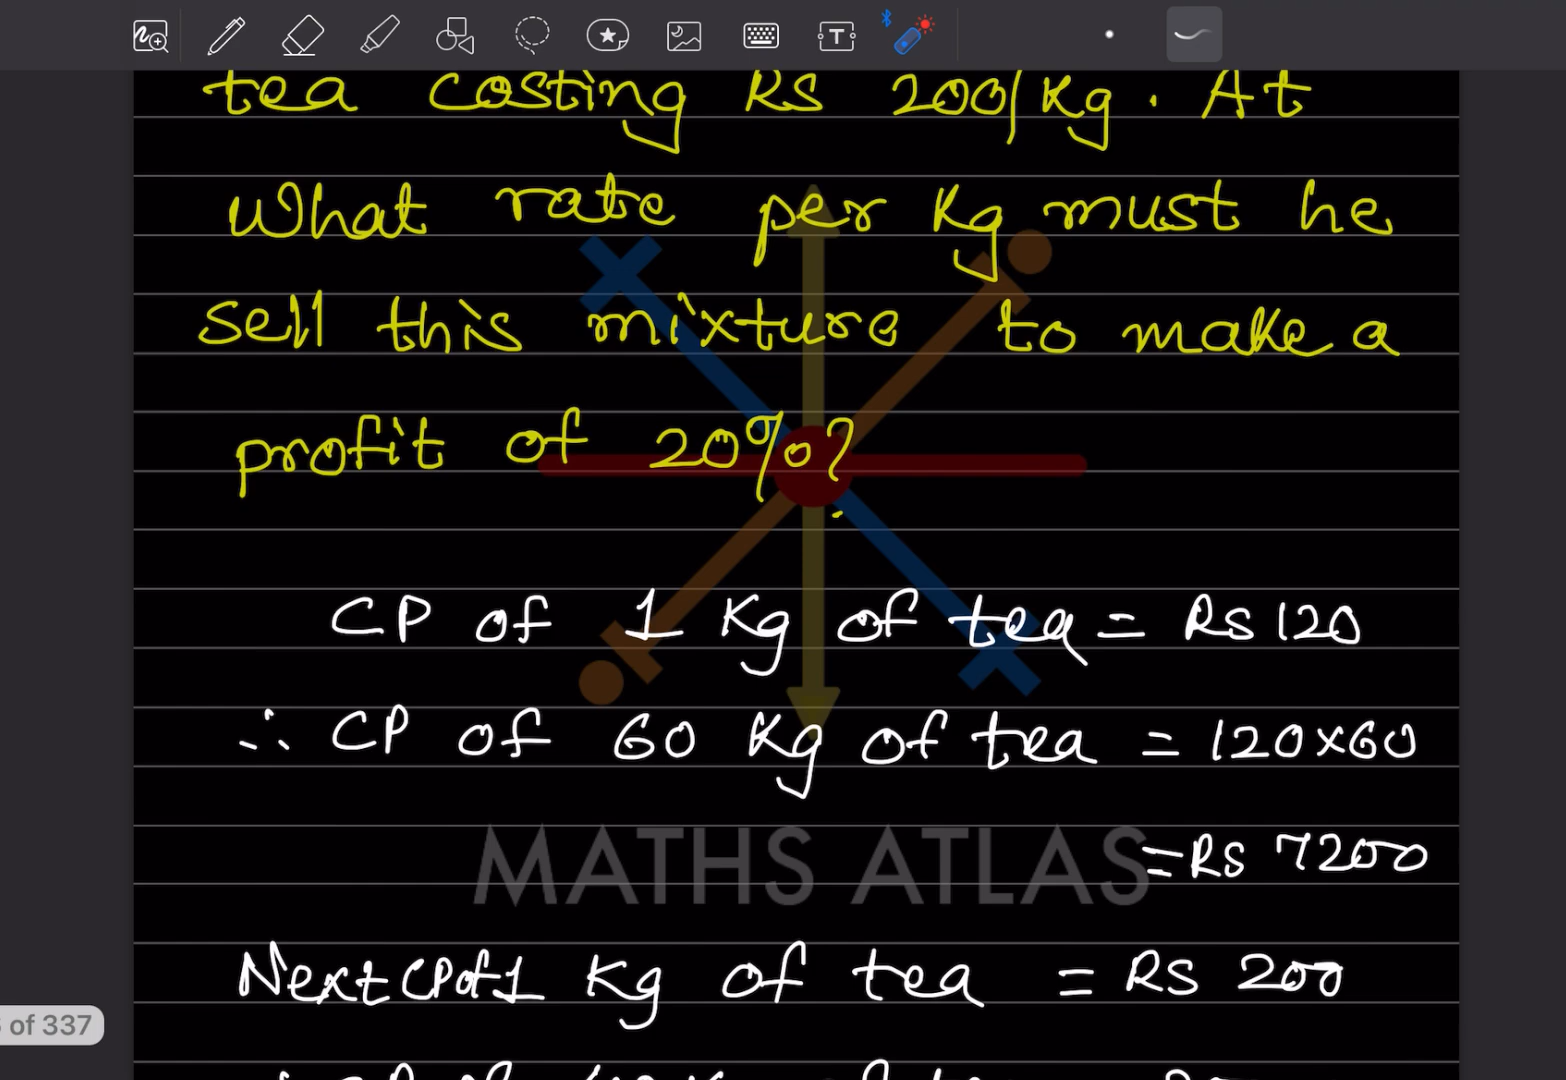 tea costing Rs 200/Kg. At
What rate per Kg must he
sell this mixture to make a
profit of 20%?
CP of 1 Kg of tea = Rs 120
∴ CP of 60 Kg of tea = 120×60
MATHS ATLAS
= Rs 7200
Next CP of 1 Kg of tea = Rs 200
of 337